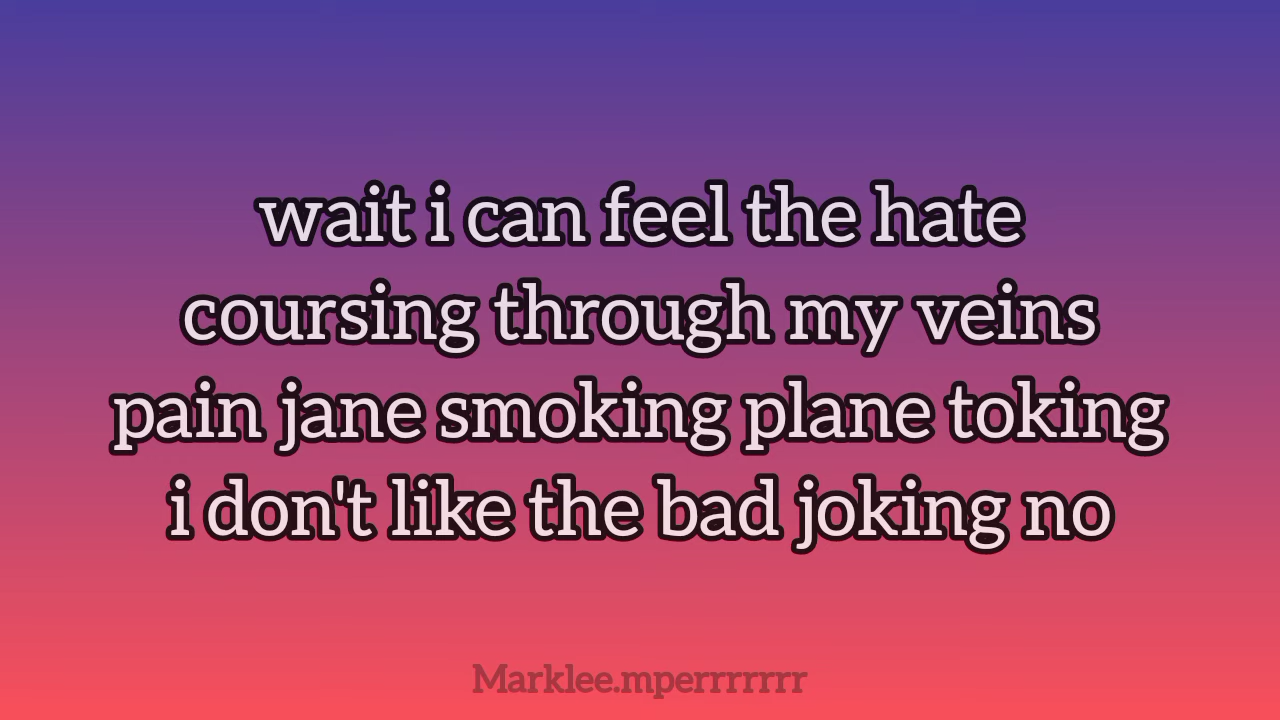 wait i can feel the hate
coursing through my veins
pain jane smoking plane toking
i don't like the bad joking no
Marklee.mperrrrrrr